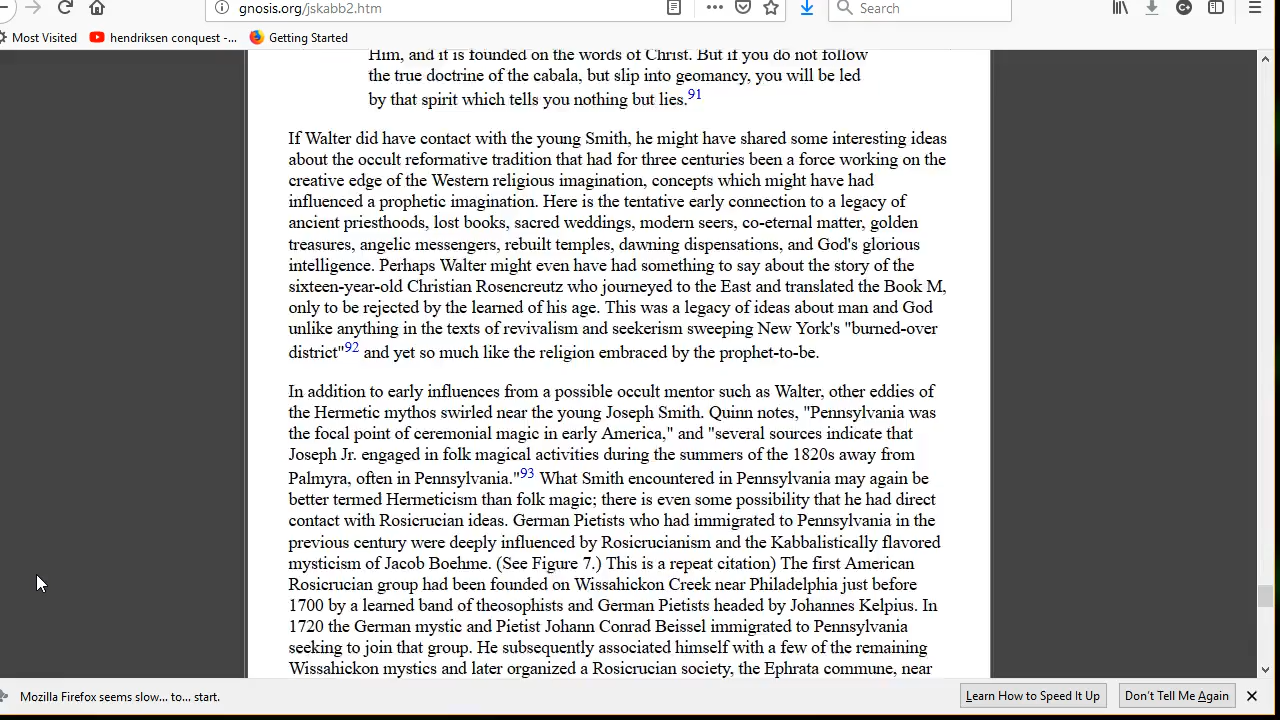 gnosis.org/jskabb2.htm
Search
Most Visited
hendriksen conquest -...
Getting Started
Him, and it is founded on the words of Christ. But if you do not follow
the true doctrine of the cabala, but slip into geomancy, you will be led
by that spirit which tells you nothing but lies.91
If Walter did have contact with the young Smith, he might have shared some interesting ideas
about the occult reformative tradition that had for three centuries been a force working on the
creative edge of the Western religious imagination, concepts which might have had
influenced a prophetic imagination. Here is the tentative early connection to a legacy of
ancient priesthoods, lost books, sacred weddings, modern seers, co-eternal matter, golden
treasures, angelic messengers, rebuilt temples, dawning dispensations, and God's glorious
intelligence. Perhaps Walter might even have had something to say about the story of the
sixteen-year-old Christian Rosencreutz who journeyed to the East and translated the Book M,
only to be rejected by the learned of his age. This was a legacy of ideas about man and God
unlike anything in the texts of revivalism and seekerism sweeping New York's "burned-over
district"92 and yet so much like the religion embraced by the prophet-to-be.
In addition to early influences from a possible occult mentor such as Walter, other eddies of
the Hermetic mythos swirled near the young Joseph Smith. Quinn notes, "Pennsylvania was
the focal point of ceremonial magic in early America," and "several sources indicate that
Joseph Jr. engaged in folk magical activities during the summers of the 1820s away from
Palmyra, often in Pennsylvania."93 What Smith encountered in Pennsylvania may again be
better termed Hermeticism than folk magic; there is even some possibility that he had direct
contact with Rosicrucian ideas. German Pietists who had immigrated to Pennsylvania in the
previous century were deeply influenced by Rosicrucianism and the Kabbalistically flavored
mysticism of Jacob Boehme. (See Figure 7.) This is a repeat citation) The first American
Rosicrucian group had been founded on Wissahickon Creek near Philadelphia just before
1700 by a learned band of theosophists and German Pietists headed by Johannes Kelpius. In
1720 the German mystic and Pietist Johann Conrad Beissel immigrated to Pennsylvania
seeking to join that group. He subsequently associated himself with a few of the remaining
Wissahickon mystics and later organized a Rosicrucian society, the Ephrata commune, near
Mozilla Firefox seems slow... to... start.
Learn How to Speed It Up
Don't Tell Me Again